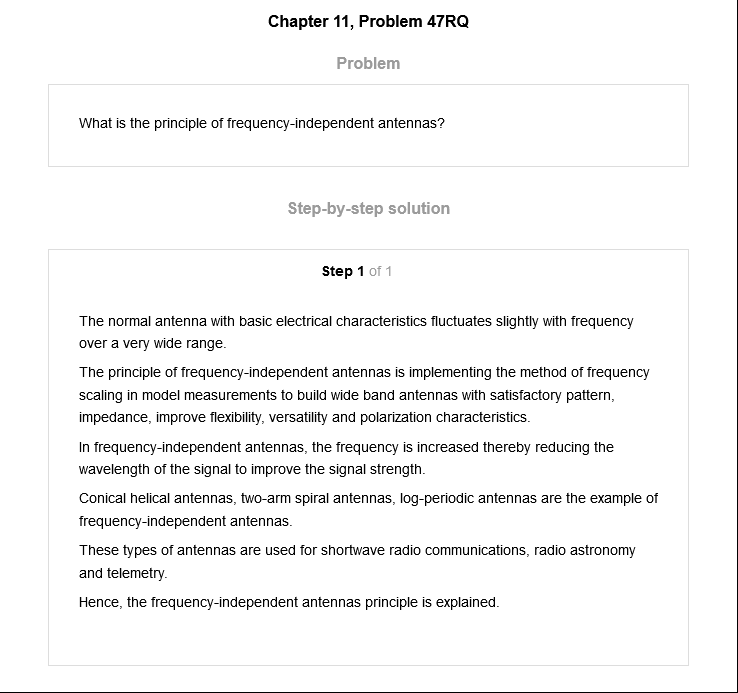 Chapter 11, Problem 47RQ
Problem
What is the principle of frequency-independent antennas?
Step-by-step solution
Step 1 of 1
The normal antenna with basic electrical characteristics fluctuates slightly with frequency
over a very wide range.
The principle of frequency-independent antennas is implementing the method of frequency
scaling in model measurements to build wide band antennas with satisfactory pattern,
impedance, improve flexibility, versatility and polarization characteristics.
In frequency-independent antennas, the frequency is increased thereby reducing the
wavelength of the signal to improve the signal strength.
Conical helical antennas, two-arm spiral antennas, log-periodic antennas are the example of
frequency-independent antennas.
These types of antennas are used for shortwave radio communications, radio astronomy
and telemetry.
Hence, the frequency-independent antennas principle is explained.